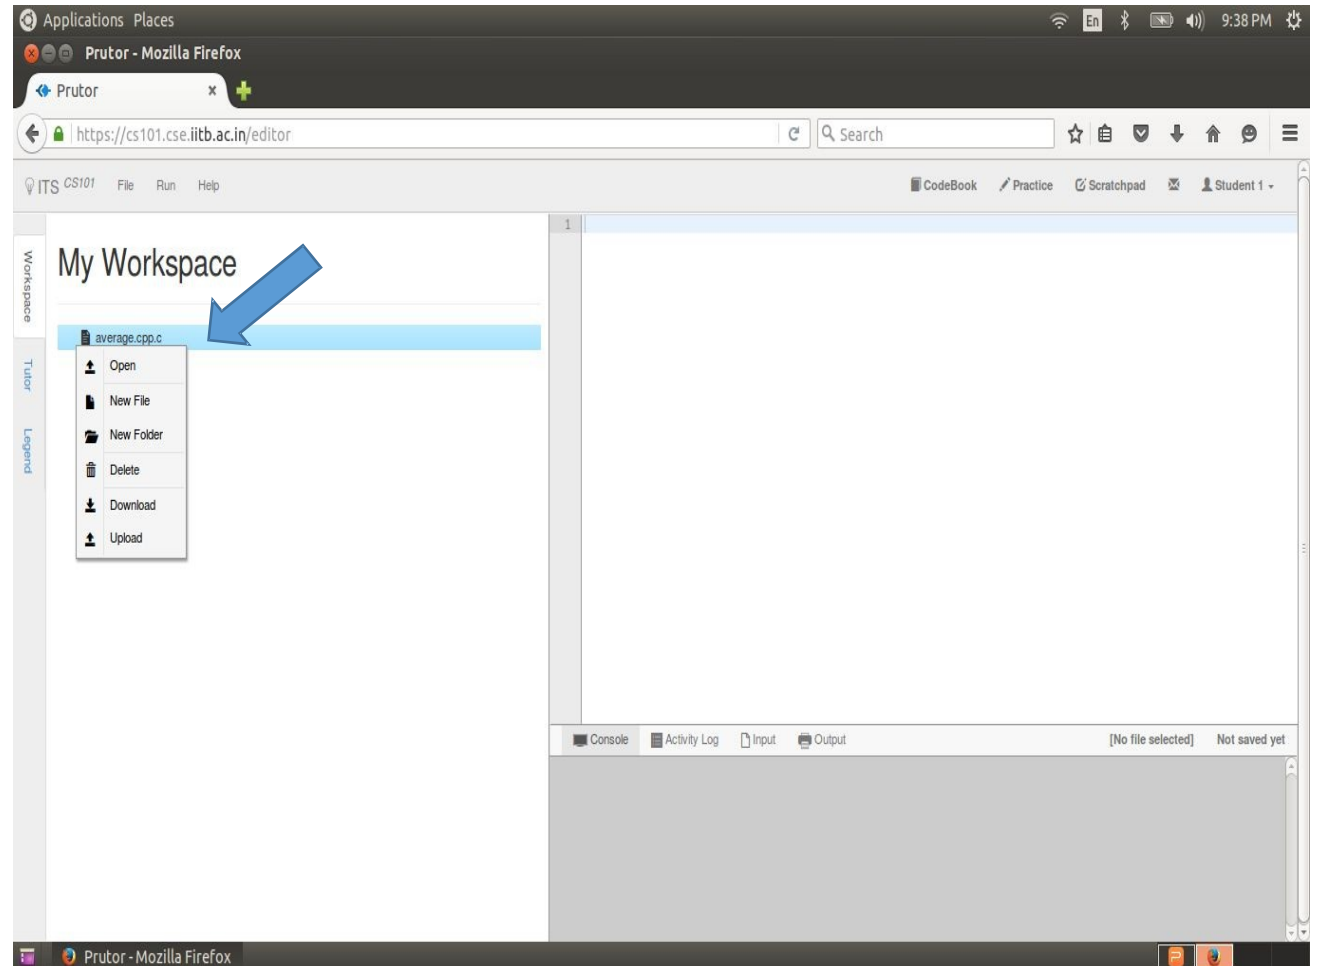 Applications Places
En
9:38 PM
Prutor - Mozilla Firefox
Prutor
https://cs101.cse.iitb.ac.in/editor
Search
ITS CS101 File Run Help
CodeBook Practice Scratchpad Student 1
Workspace
Tutor
Legend
My Workspace
average.cpp.c
Open
New File
New Folder
Delete
Download
Upload
1
Console Activity Log Input Output
[No file selected] Not saved yet
Prutor - Mozilla Firefox